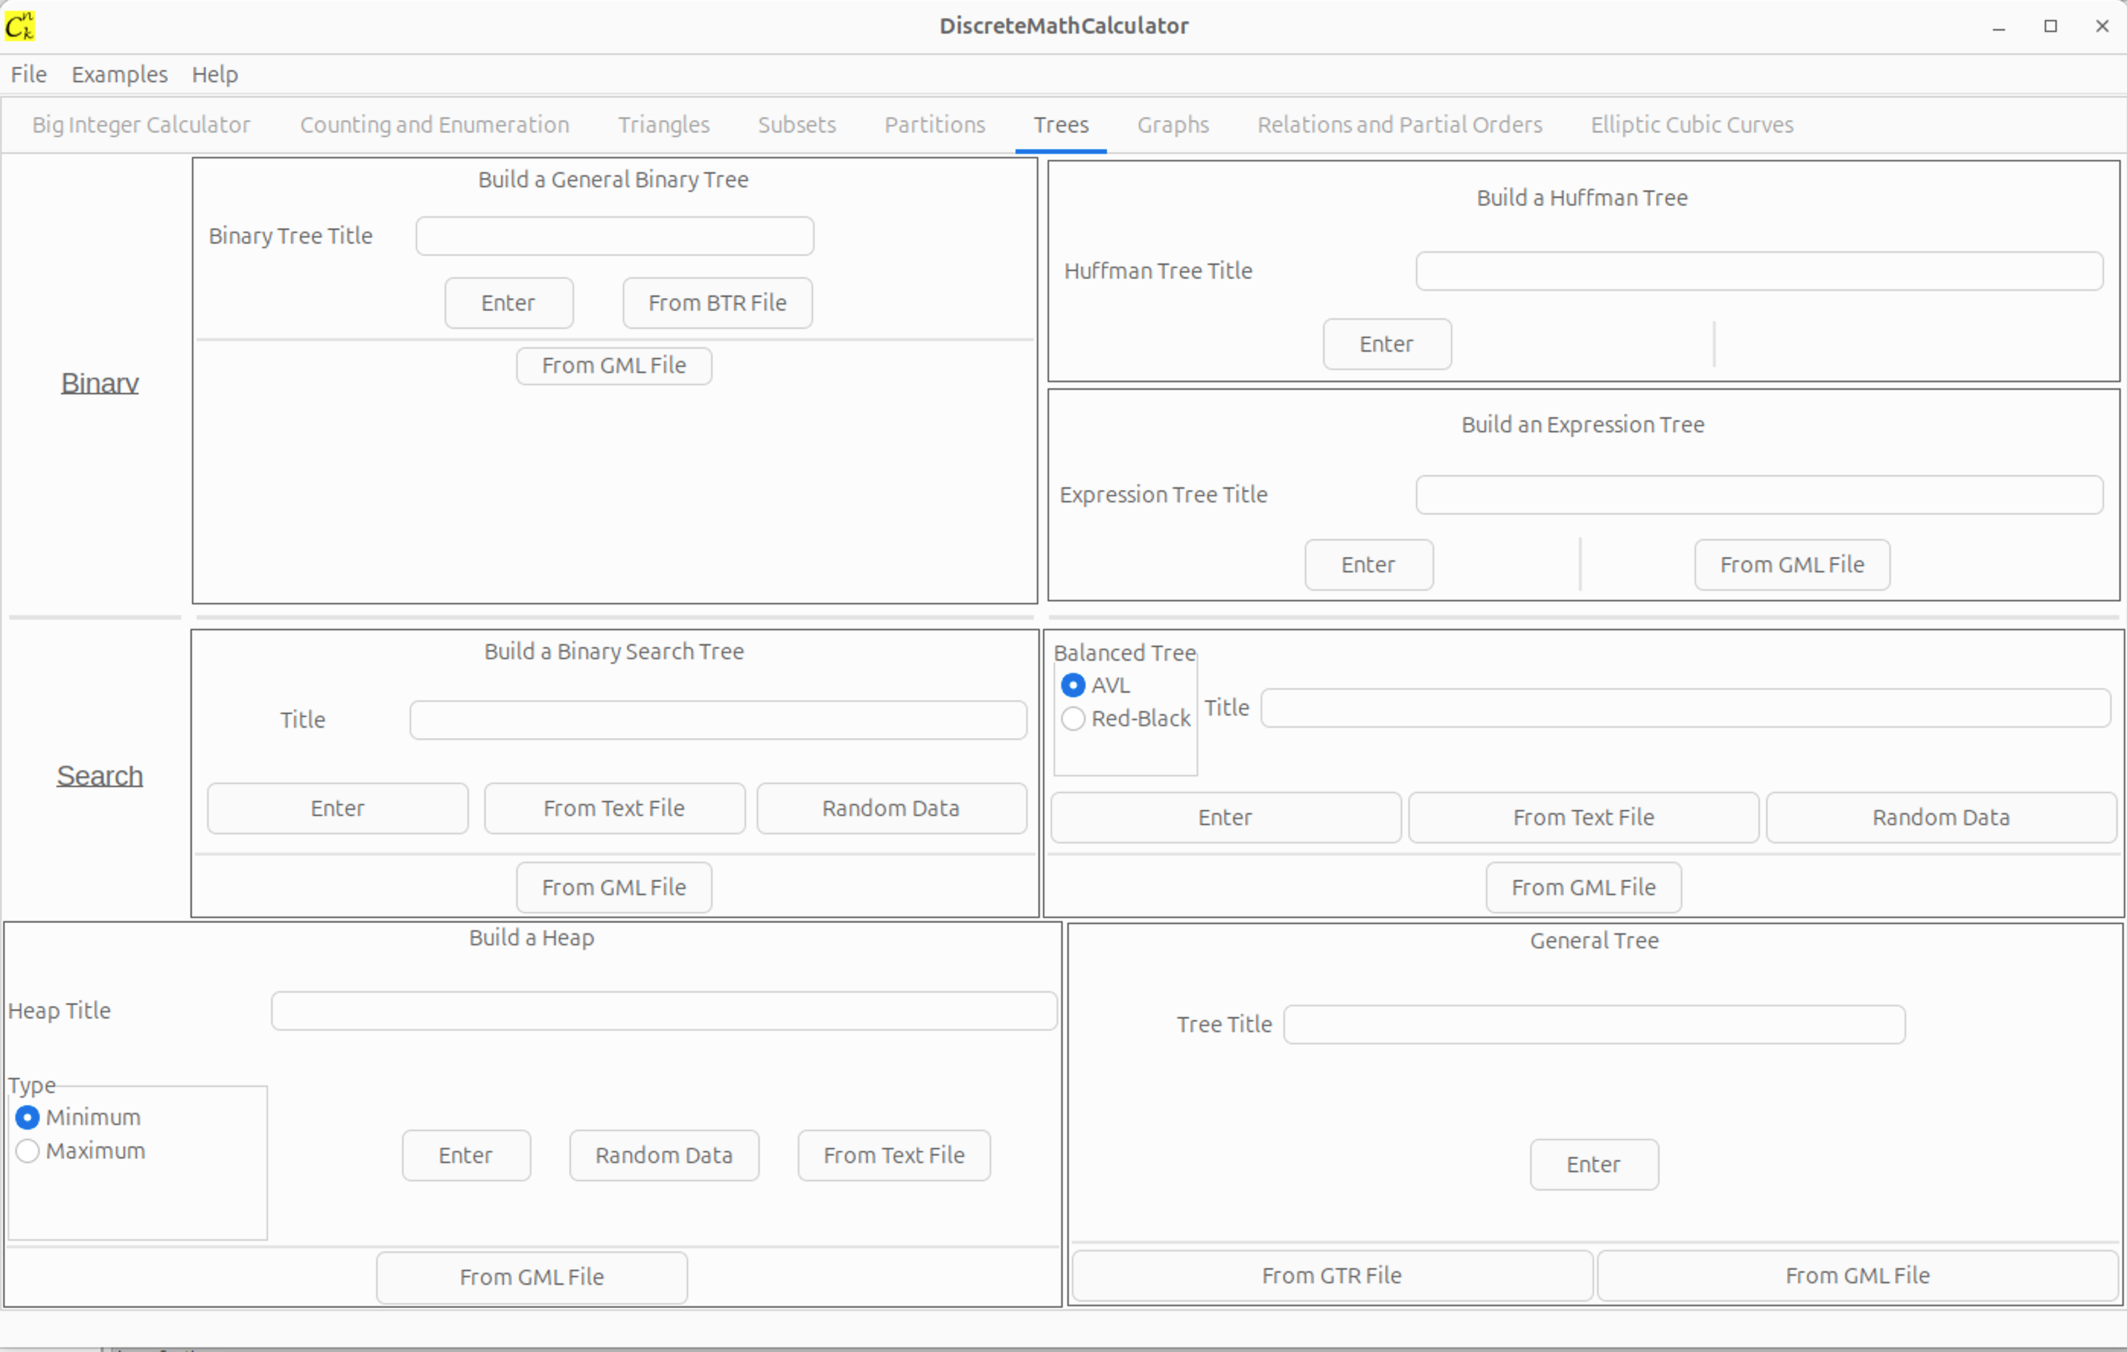 DiscreteMathCalculator
File Examples Help
Big Integer Calculator Counting and Enumeration Triangles Subsets Partitions Trees Graphs Relations and Partial Orders Elliptic Cubic Curves
Binary
Build a General Binary Tree
Binary Tree Title
Enter From BTR File
From GML File
Build a Huffman Tree
Huffman Tree Title
Enter
Build an Expression Tree
Expression Tree Title
Enter From GML File
Search
Build a Binary Search Tree
Title
Enter From Text File Random Data
From GML File
Balanced Tree
AVL
Red-Black
Title
Enter From Text File Random Data
From GML File
Build a Heap
Heap Title
Type
Minimum
Maximum
Enter Random Data From Text File
From GML File
General Tree
Tree Title
Enter
From GTR File From GML File